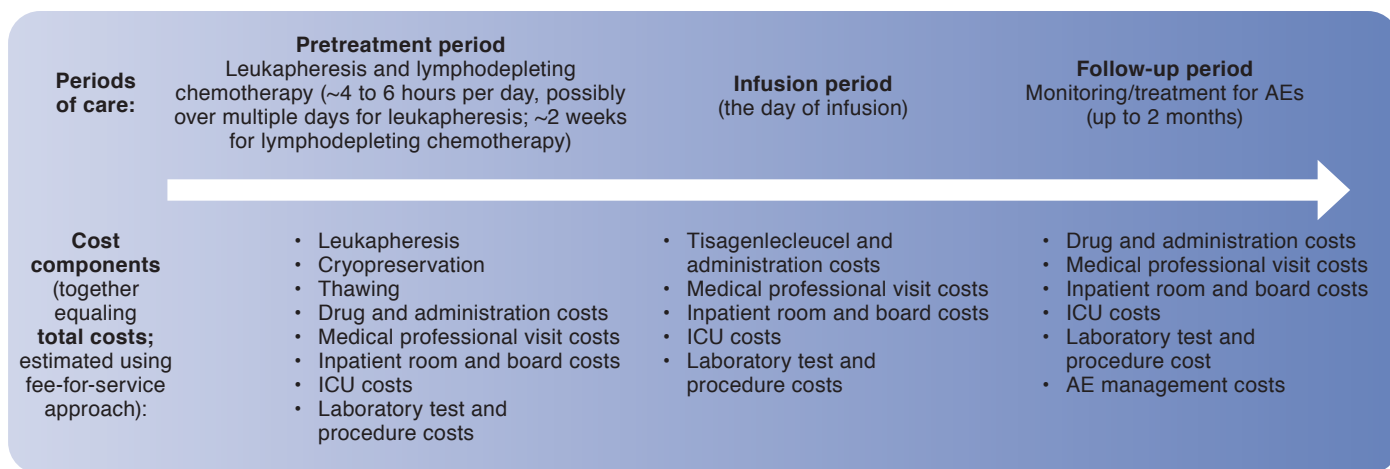 Periods
of care:
Pretreatment period
Leukapheresis and lymphodepleting
chemotherapy (~4 to 6 hours per day, possibly
over multiple days for leukapheresis; ~2 weeks
for lymphodepleting chemotherapy)
Infusion period
(the day of infusion)
Follow-up period
Monitoring/treatment for AEs
(up to 2 months)
Cost
components
(together
equaling
total costs;
estimated using
fee-for-service
approach):
• Leukapheresis
• Cryopreservation
• Thawing
• Drug and administration costs
• Medical professional visit costs
• Inpatient room and board costs
• ICU costs
• Laboratory test and
procedure costs
• Tisagenlecleucel and
administration costs
• Medical professional visit costs
• Inpatient room and board costs
• ICU costs
• Laboratory test and
procedure costs
• Drug and administration costs
• Medical professional visit costs
• Inpatient room and board costs
• ICU costs
• Laboratory test and
procedure cost
• AE management costs